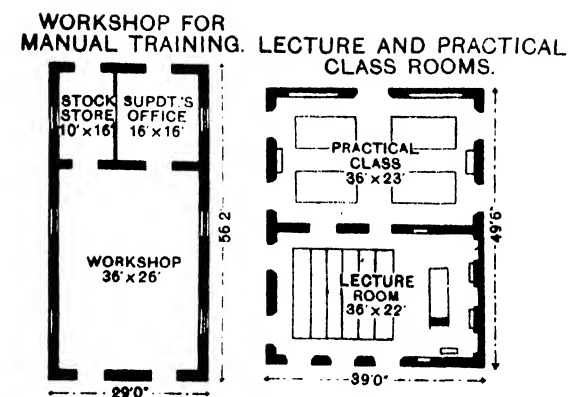 WORKSHOP FOR
MANUAL TRAINING.
LECTURE AND PRACTICAL
CLASS ROOMS.
STOCK
STORE
10' x 16'
SUPDT.'S
OFFICE
16' x 16'
WORKSHOP
36' x 26'
56' 2"
29' 0"
PRACTICAL
CLASS
36' x 23'
LECTURE
ROOM
36' x 22'
49' 6"
39' 0"